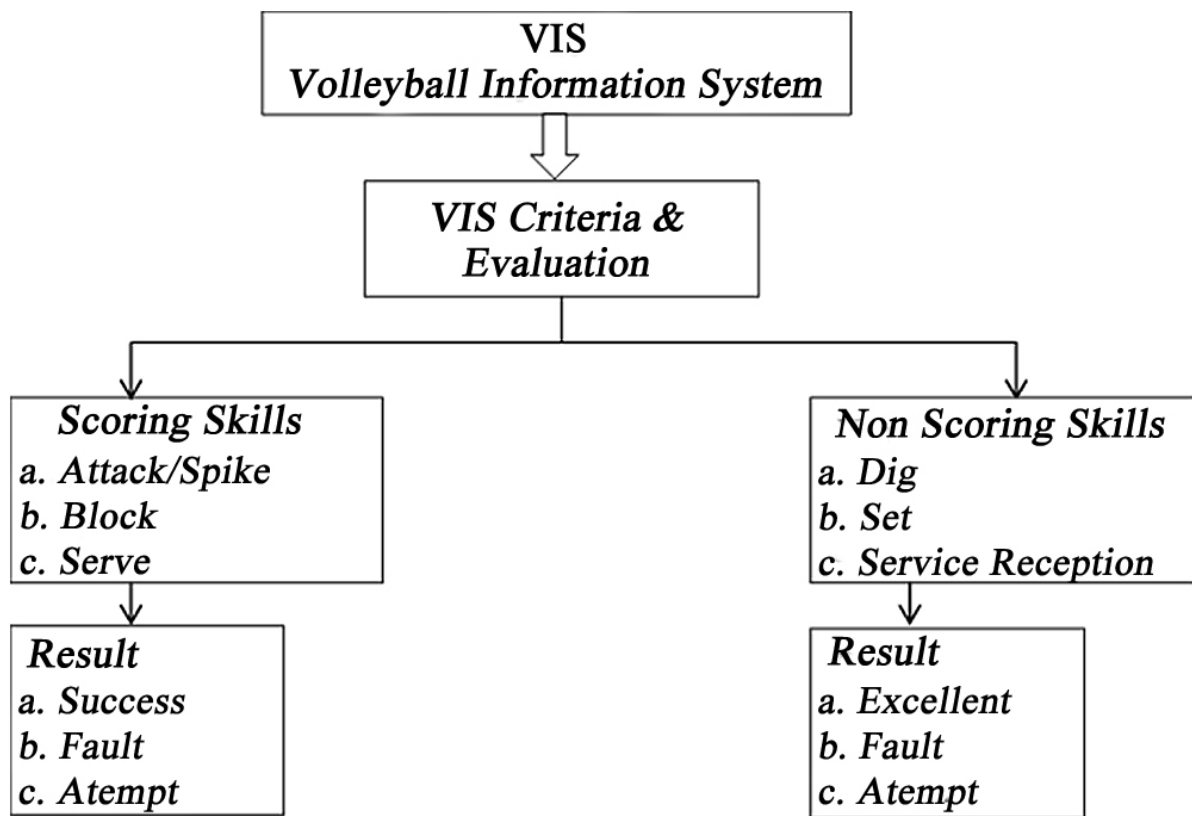 VIS
Volleyball Information System
VIS Criteria &
Evaluation
Scoring Skills
a. Attack/Spike
b. Block
c. Serve
Non Scoring Skills
a. Dig
b. Set
c. Service Reception
Result
a. Success
b. Fault
c. Atempt
Result
a. Excellent
b. Fault
c. Atempt